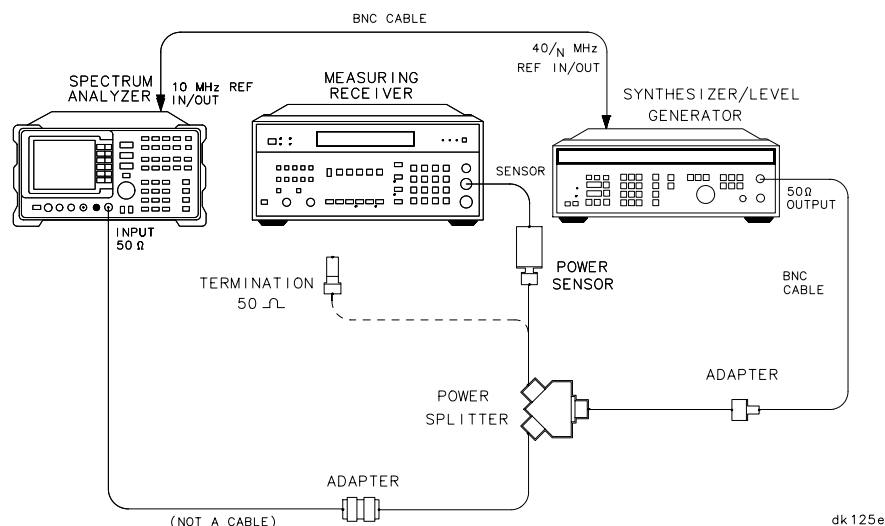 BNC CABLE
SPECTRUM
ANALYZER
10 MHz REF
IN/OUT
MEASURING
RECEIVER
40/N MHz
REF IN/OUT
SYNTHESIZER/LEVEL
GENERATOR
SENSOR
50Ω
OUTPUT
INPUT
50 Ω
TERMINATION
50 Ω
POWER
SENSOR
BNC
CABLE
POWER
SPLITTER
ADAPTER
ADAPTER
(NOT A CABLE)
dk125e